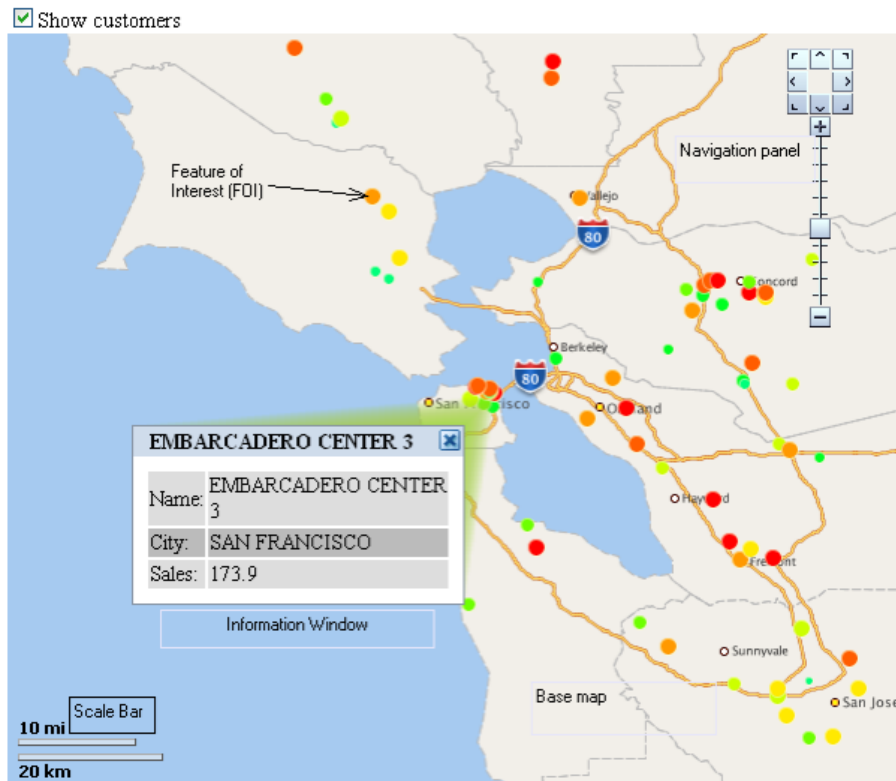 Show customers
Feature of
Interest (FOI)
Navigation panel
Vallejo
80
Concord
Berkeley
80
San Francisco
Oakland
EMBARCADERO CENTER 3
Name: EMBARCADERO CENTER
3
City: SAN FRANCISCO
Sales: 173.9
Hayward
Fremont
Information Window
Sunnyvale
Base map
San Jose
Scale Bar
10 mi
20 km